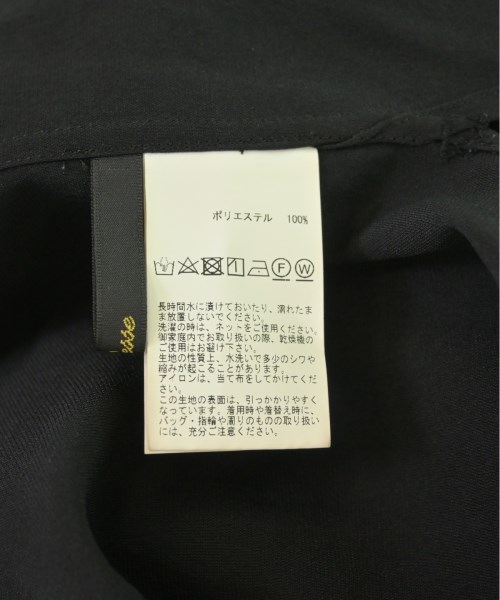 ポリエステル 100%
F W
長時間水に漬けておいたり、濡れたま
ま放置しないでください。
洗濯の時は、ネットをご使用ください。
御家庭内でお取り扱いの際、乾燥機の
ご使用はお避け下さい。
生地の性質上、水洗いで多少のシワや
縮みが起こることがあります。
アイロンは、当て布をしてかけてくだ
さい。
この生地の表面は、引っかかりやすく
なっています。着用時や着替え時に、
バッグ・指輪や周りのものの取り扱い
には、充分ご注意ください。